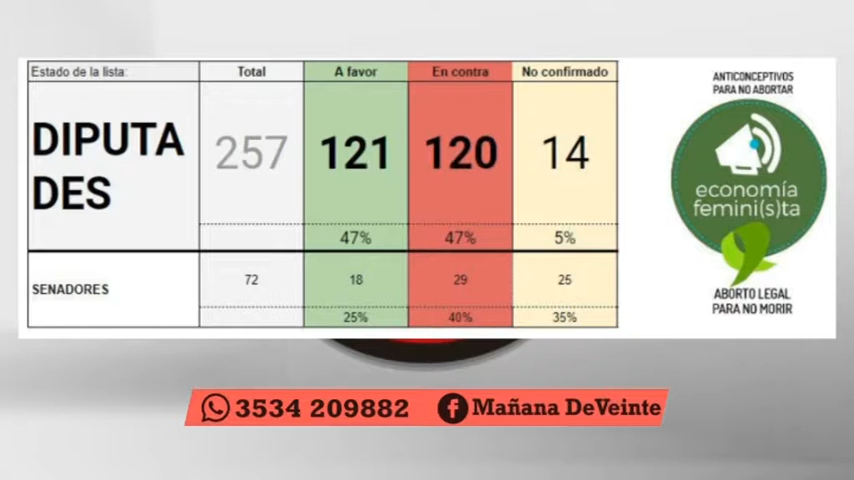 Estado de la lista: Total A favor En contra No confirmado
DIPUTA
DES
257 121 120 14
47% 47% 5%
SENADORES 72 18 29 25
25% 40% 35%
ANTICONCEPTIVOS
PARA NO ABORTAR
economía
femini(s)ta
ABORTO LEGAL
PARA NO MORIR
3534 209882 Mañana DeVeinte